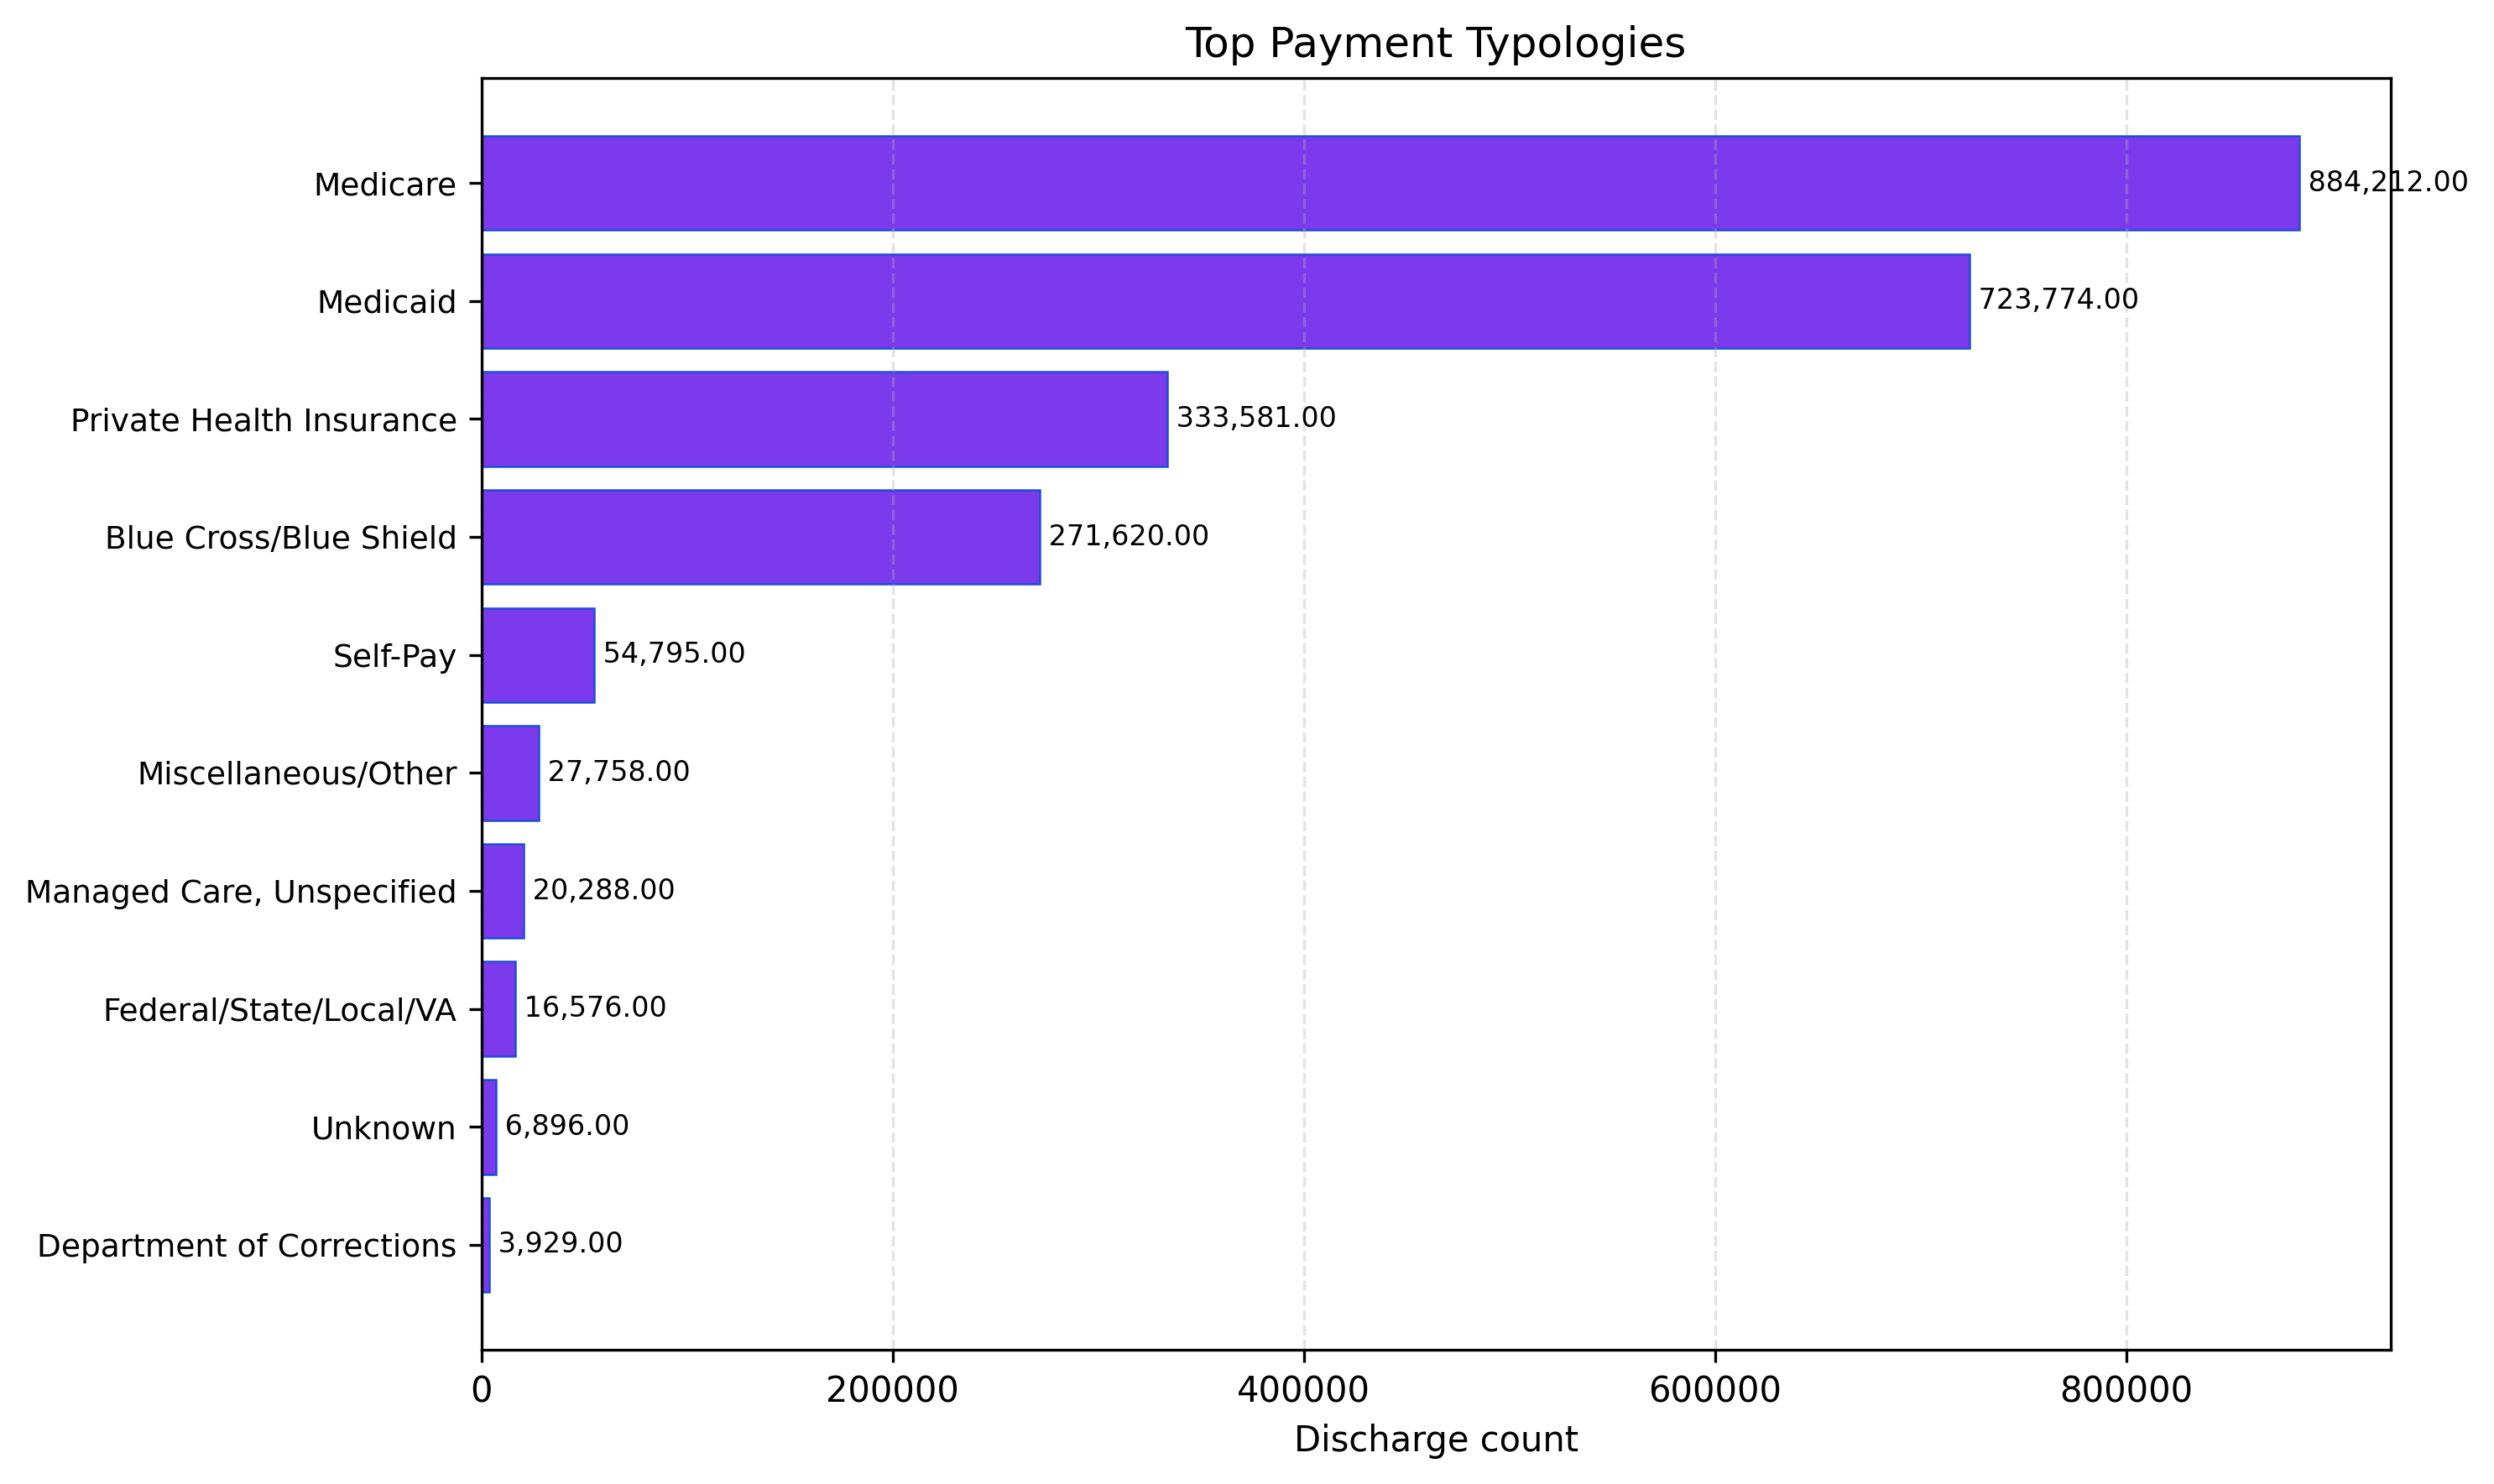 Top Payment Typologies
Medicare 884,212.00
Medicaid 723,774.00
Private Health Insurance 333,581.00
Blue Cross/Blue Shield 271,620.00
Self-Pay 54,795.00
Miscellaneous/Other 27,758.00
Managed Care, Unspecified 20,288.00
Federal/State/Local/VA 16,576.00
Unknown 6,896.00
Department of Corrections 3,929.00
0 200000 400000 600000 800000
Discharge count